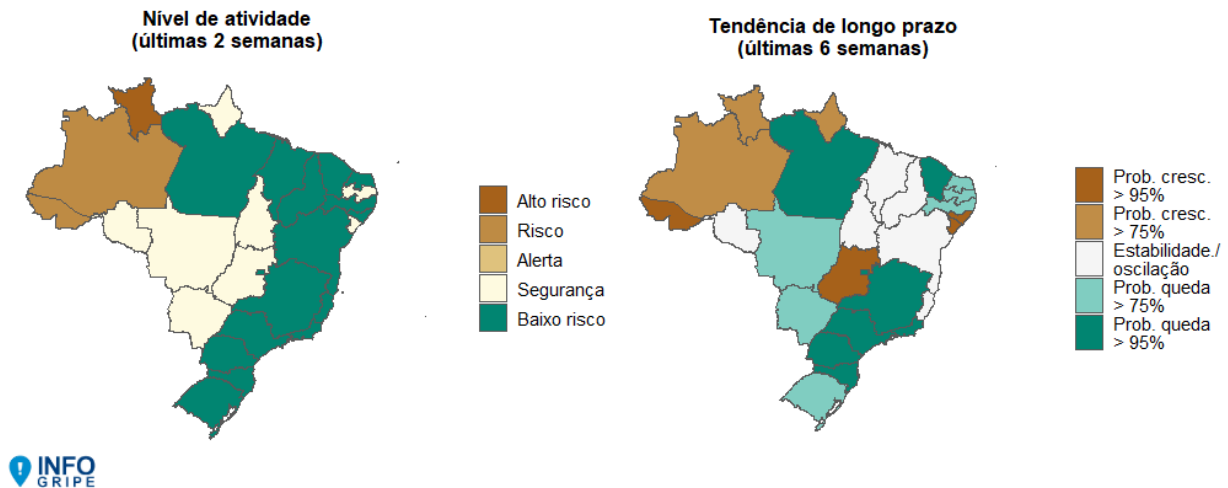 Nível de atividade
(últimas 2 semanas)
Alto risco
Risco
Alerta
Segurança
Baixo risco
Tendência de longo prazo
(últimas 6 semanas)
Prob. cresc.
> 95%
Prob. cresc.
> 75%
Estabilidade./
oscilação
Prob. queda
> 75%
Prob. queda
> 95%
INFO
GRIPE